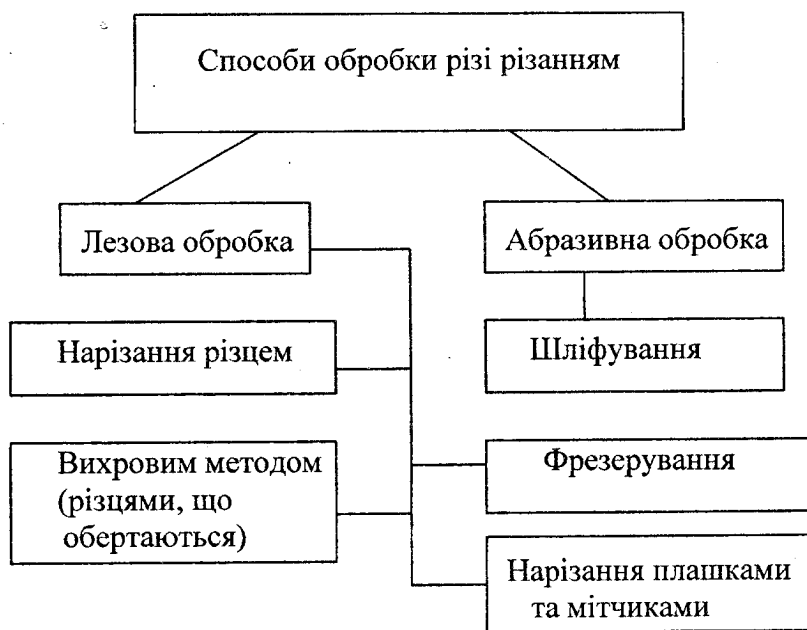 Способи обробки різі різанням
Лезова обробка
Абразивна обробка
Нарізання різцем
Шліфування
Вихровим методом
(різцями, що
обертаються)
Фрезерування
Нарізання плашками
та мітчиками